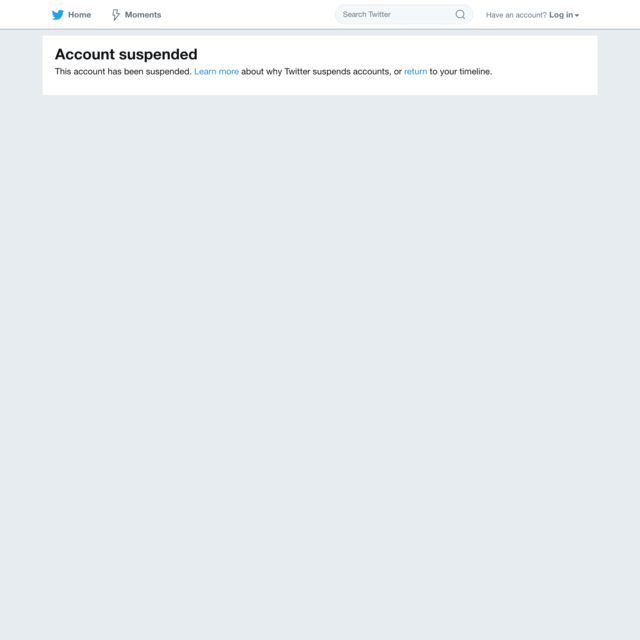 Home Moments Search Twitter Have an account? Log in
Account suspended
This account has been suspended. Learn more about why Twitter suspends accounts, or return to your timeline.